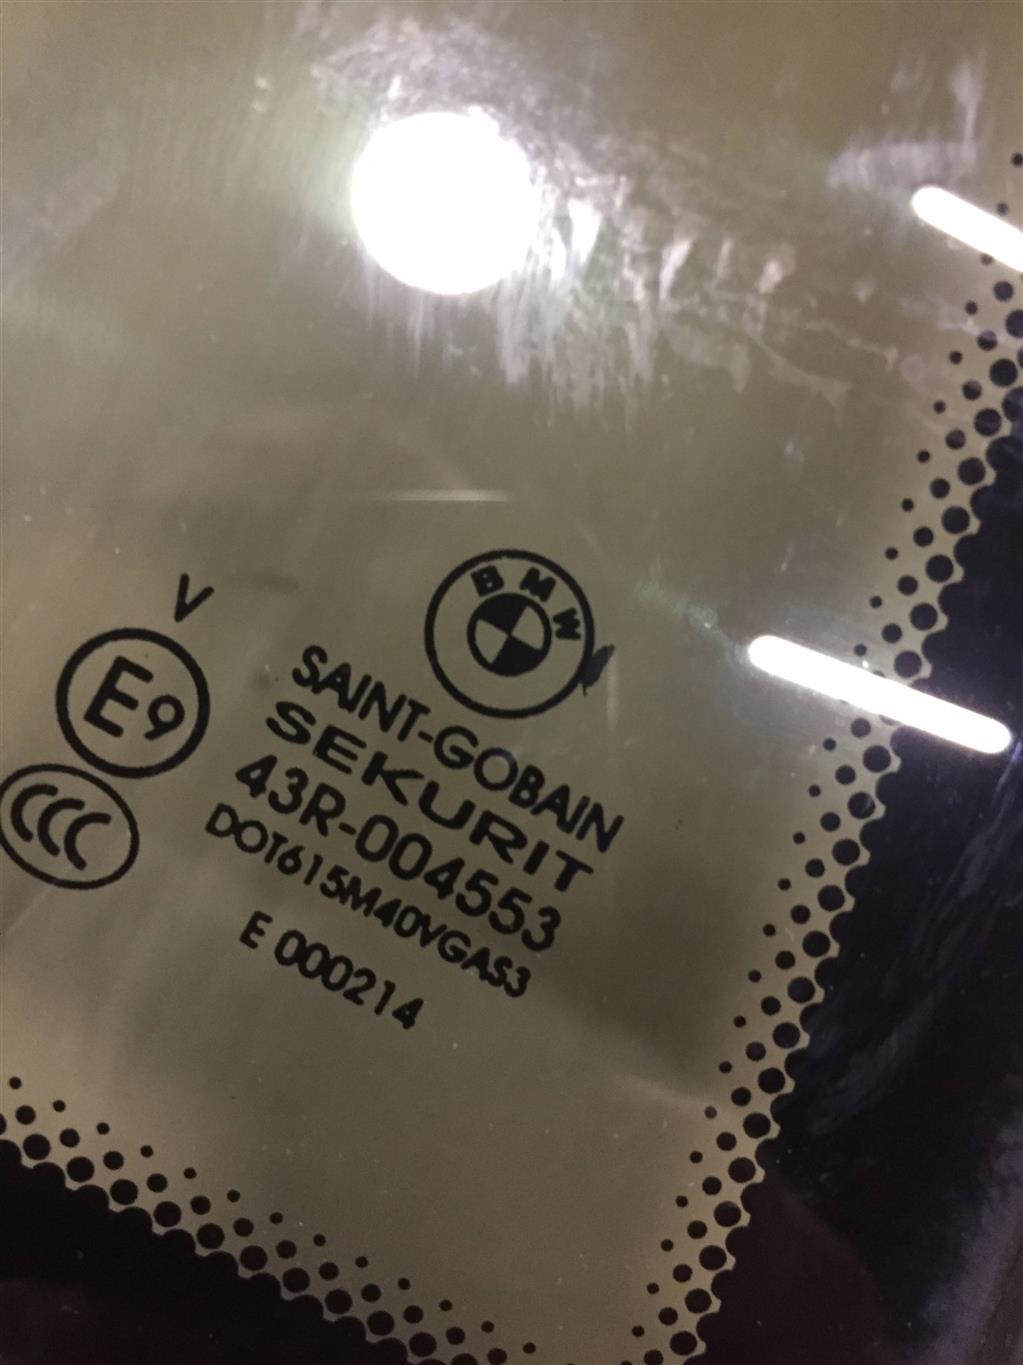 BMW
V
E9
CCC
SAINT-GOBAIN
SEKURIT
43R-004553
DOT615M40VGAS3
E 000214